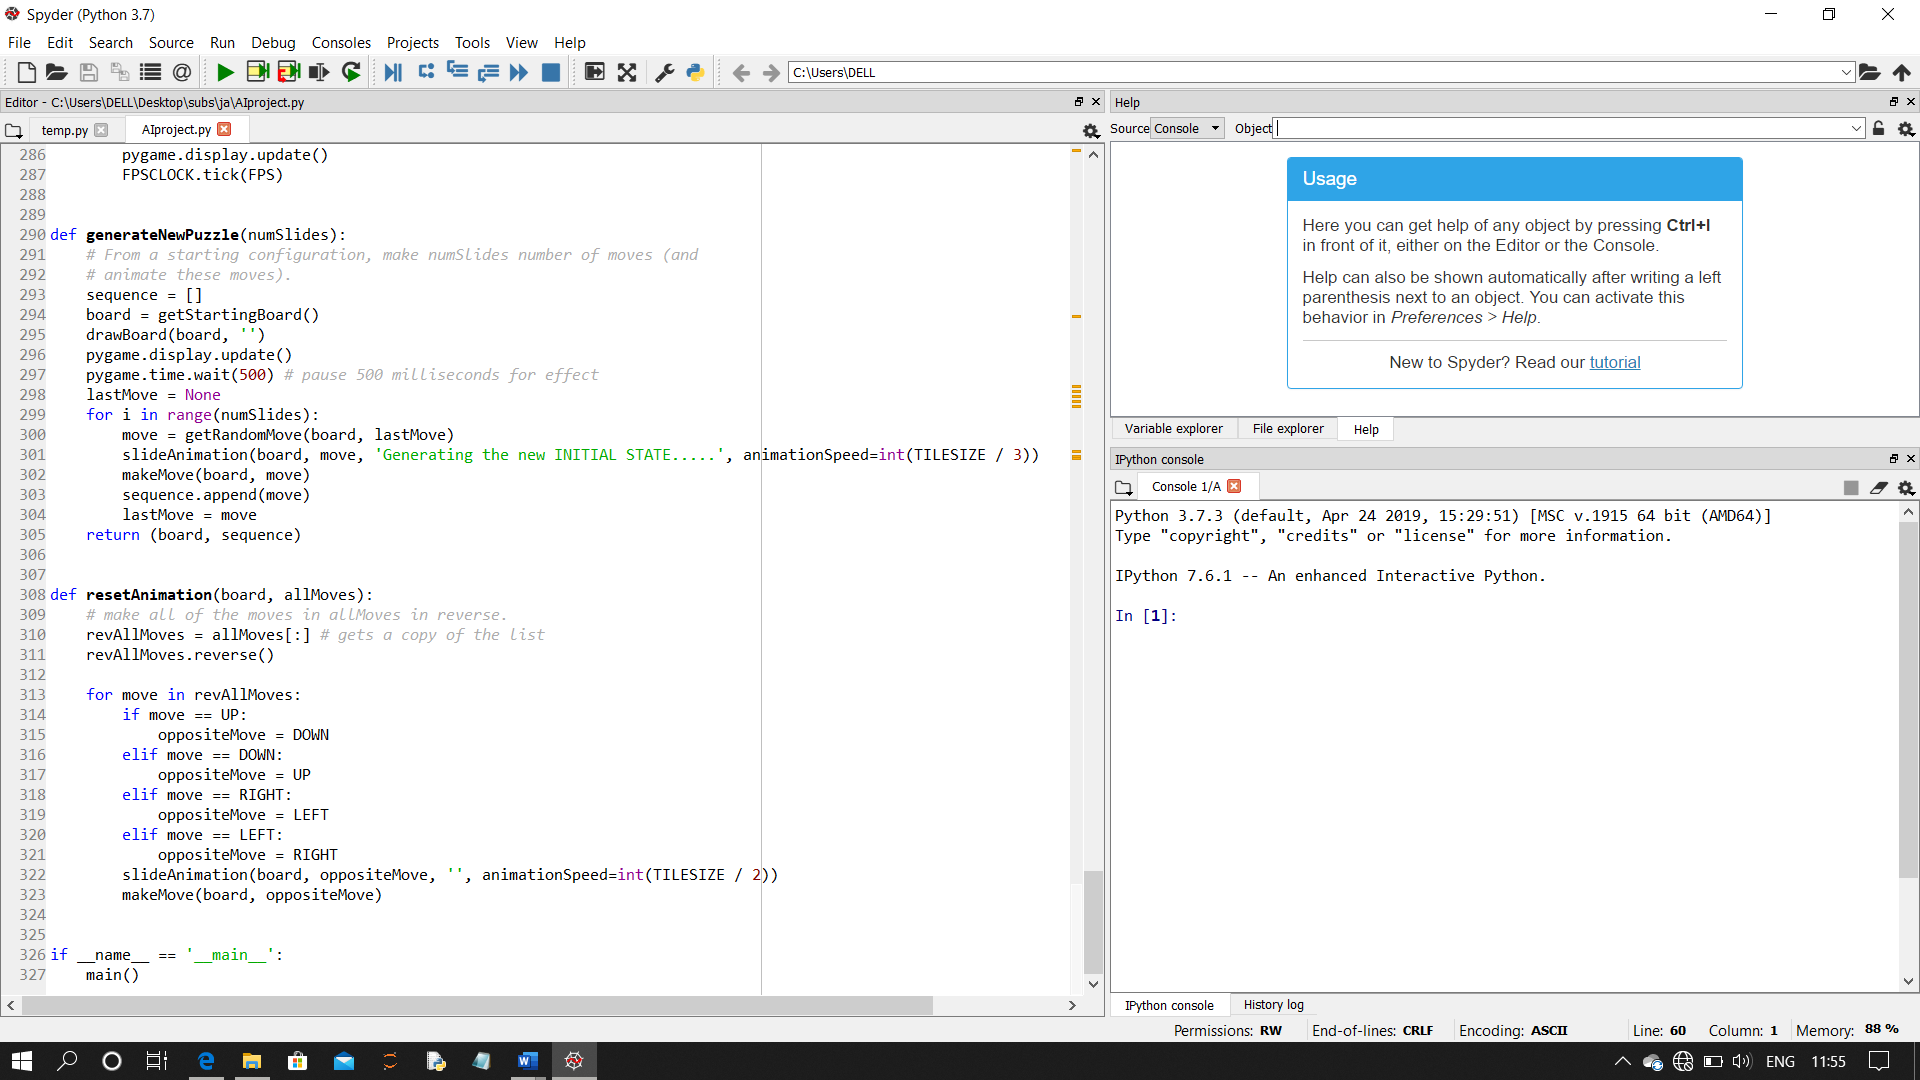 Spyder (Python 3.7)
File Edit Search Source Run Debug Consoles Projects Tools View Help
C:\Users\DELL
Editor - C:\Users\DELL\Desktop\subs\ja\AIproject.py
temp.py AIproject.py
286         pygame.display.update()
287         FPSCLOCK.tick(FPS)
288
289
290 def generateNewPuzzle(numSlides):
291     # From a starting configuration, make numSlides number of moves (and
292     # animate these moves).
293     sequence = []
294     board = getStartingBoard()
295     drawBoard(board, '')
296     pygame.display.update()
297     pygame.time.wait(500) # pause 500 milliseconds for effect
298     lastMove = None
299     for i in range(numSlides):
300         move = getRandomMove(board, lastMove)
301         slideAnimation(board, move, 'Generating the new INITIAL STATE.....', animationSpeed=int(TILESIZE / 3))
302         makeMove(board, move)
303         sequence.append(move)
304         lastMove = move
305     return (board, sequence)
306
307
308 def resetAnimation(board, allMoves):
309     # make all of the moves in allMoves in reverse.
310     revAllMoves = allMoves[:] # gets a copy of the list
311     revAllMoves.reverse()
312
313     for move in revAllMoves:
314         if move == UP:
315             oppositeMove = DOWN
316         elif move == DOWN:
317             oppositeMove = UP
318         elif move == RIGHT:
319             oppositeMove = LEFT
320         elif move == LEFT:
321             oppositeMove = RIGHT
322         slideAnimation(board, oppositeMove, '', animationSpeed=int(TILESIZE / 2))
323         makeMove(board, oppositeMove)
324
325
326 if __name__ == '__main__':
327     main()
Help
Source Console Object
Usage
Here you can get help of any object by pressing Ctrl+I
in front of it, either on the Editor or the Console.
Help can also be shown automatically after writing a left
parenthesis next to an object. You can activate this
behavior in Preferences > Help.
New to Spyder? Read our tutorial
Variable explorer File explorer Help
IPython console
Console 1/A
Python 3.7.3 (default, Apr 24 2019, 15:29:51) [MSC v.1915 64 bit (AMD64)]
Type "copyright", "credits" or "license" for more information.
IPython 7.6.1 -- An enhanced Interactive Python.
In [1]:
IPython console History log
Permissions: RW End-of-lines: CRLF Encoding: ASCII Line: 60 Column: 1 Memory: 88 %
ENG 11:55